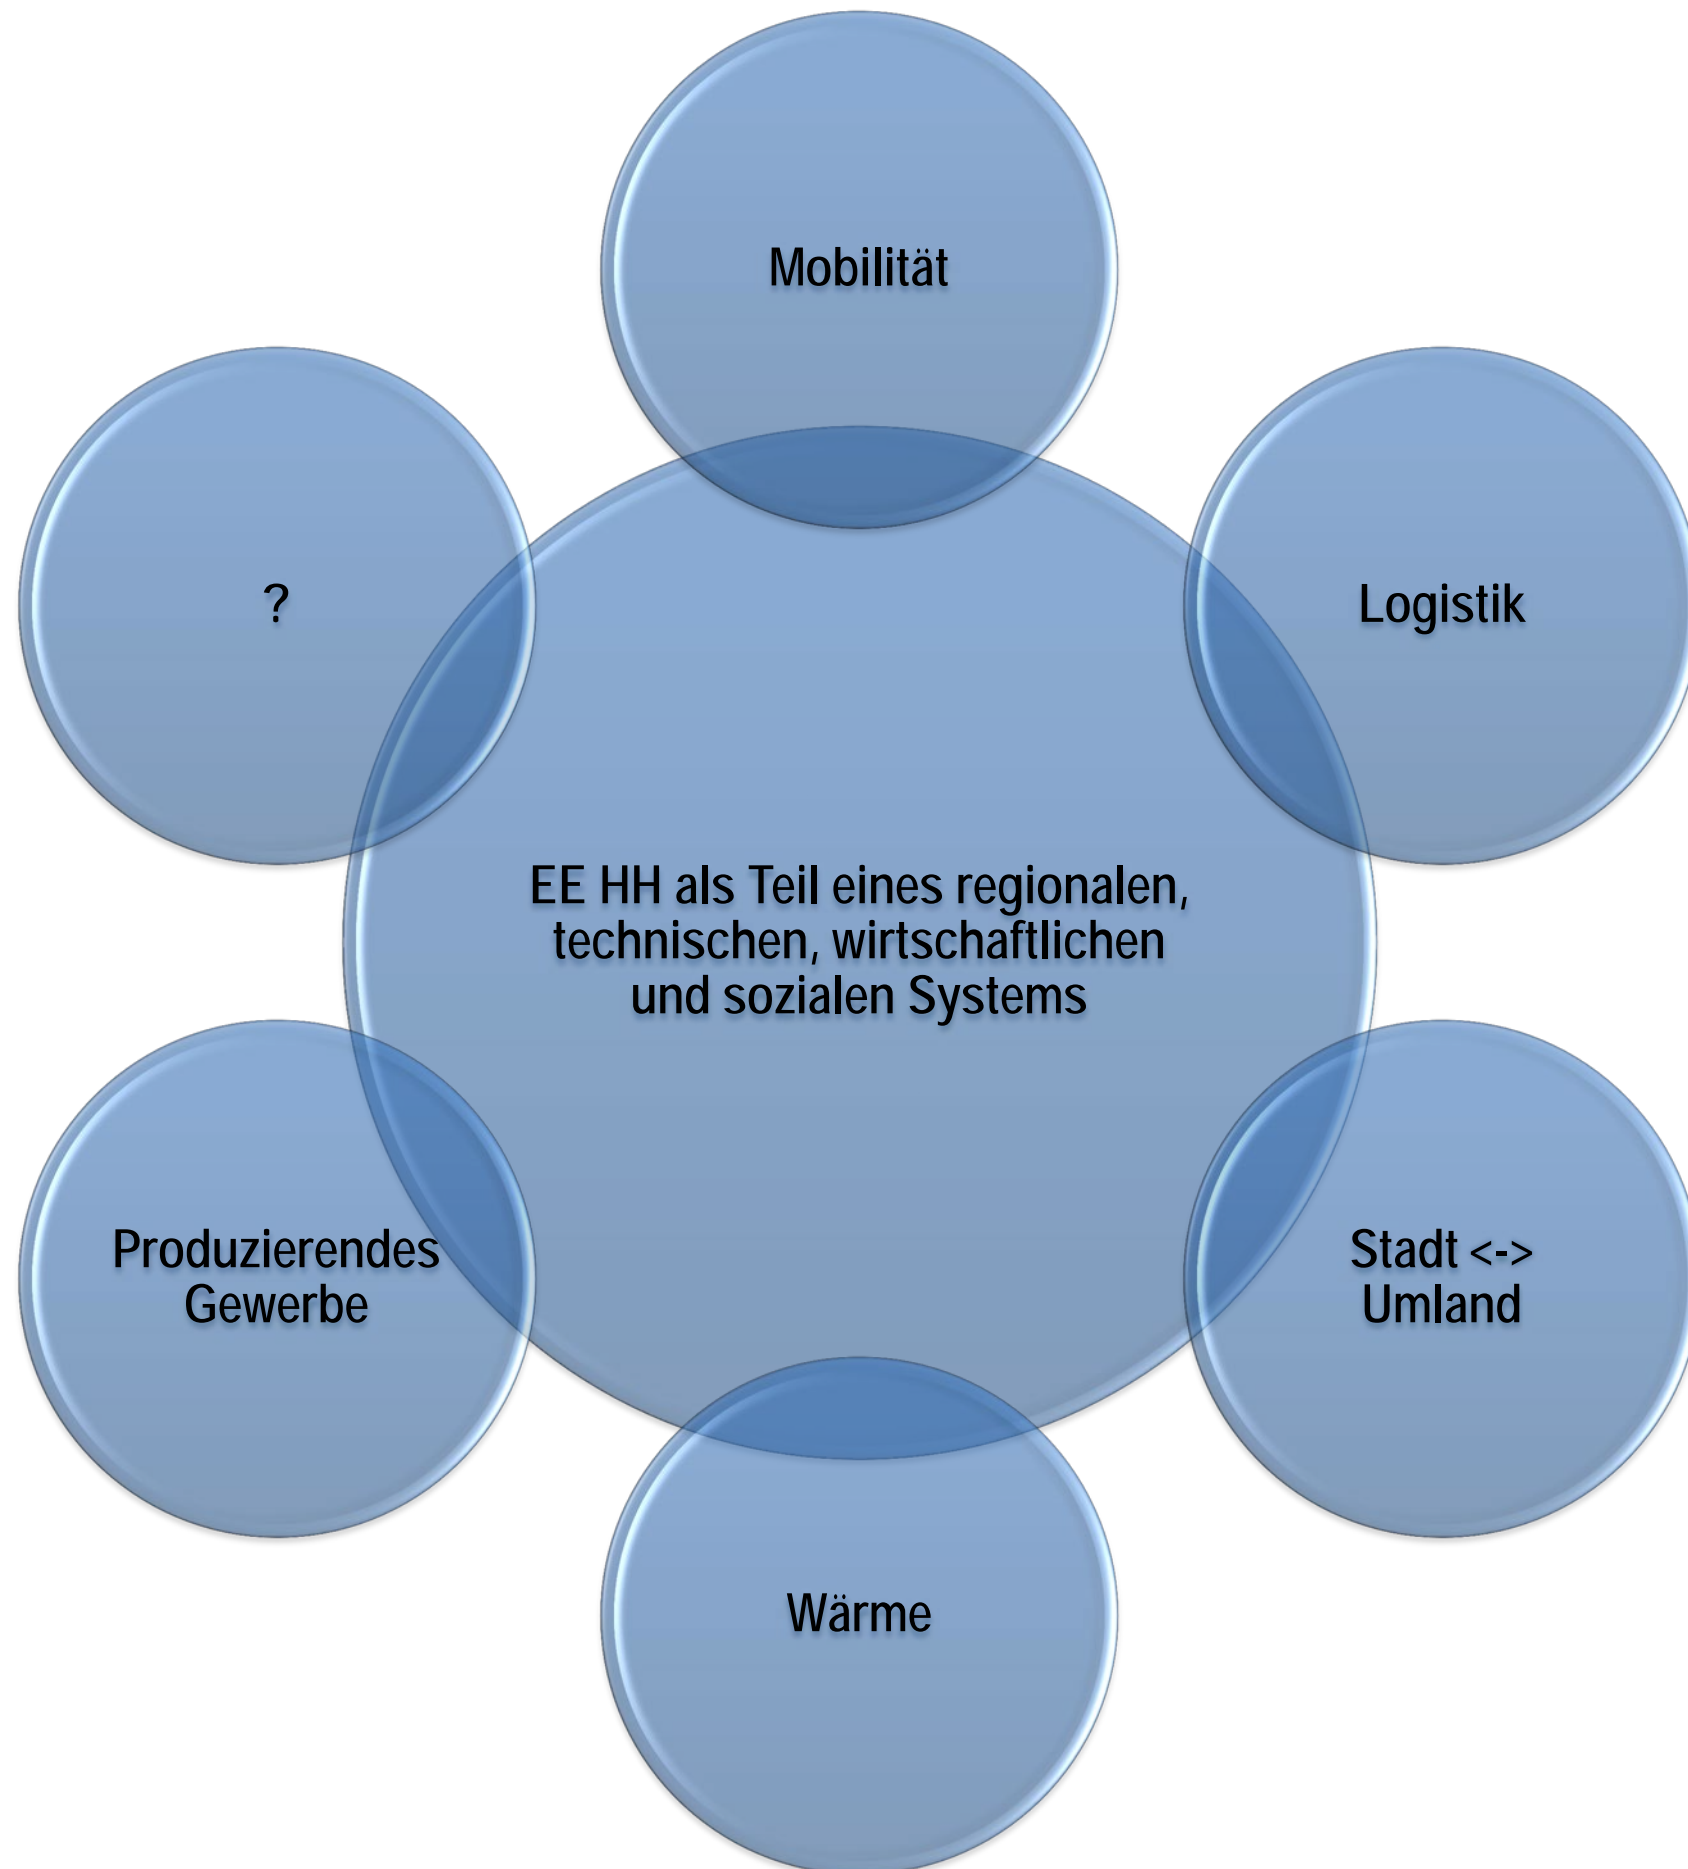 Mobilität
?
Logistik
EE HH als Teil eines regionalen,
technischen, wirtschaftlichen
und sozialen Systems
Produzierendes
Gewerbe
Stadt <->
Umland
Wärme